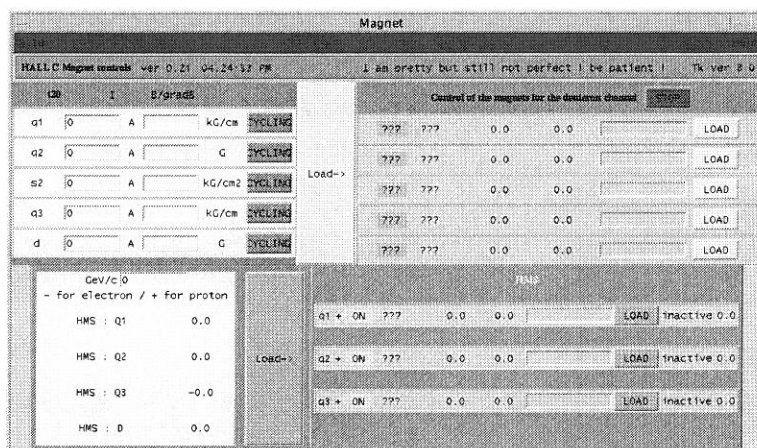 Magnet
HALL C Magnet controls ver 0.21 04:24:33 PM I am pretty but still not perfect ! be patient ! Tk ver 8.0
t20 I B/gradB
Control of the magnets for the deuteron channel STOP
q1 0 A kG/cm CYCLING
q2 0 A G CYCLING
s2 0 A kG/cm2 CYCLING
q3 0 A kG/cm CYCLING
d 0 A G CYCLING
Load->
??? ??? 0.0 0.0 LOAD
??? ??? 0.0 0.0 LOAD
??? ??? 0.0 0.0 LOAD
??? ??? 0.0 0.0 LOAD
??? ??? 0.0 0.0 LOAD
GeV/c 0
- for electron / + for proton
HMS : Q1 0.0
HMS : Q2 0.0
HMS : Q3 -0.0
HMS : D 0.0
Load->
HMS
q1 + ON ??? 0.0 0.0 LOAD inactive 0.0
q2 + ON ??? 0.0 0.0 LOAD inactive 0.0
q3 + ON ??? 0.0 0.0 LOAD inactive 0.0